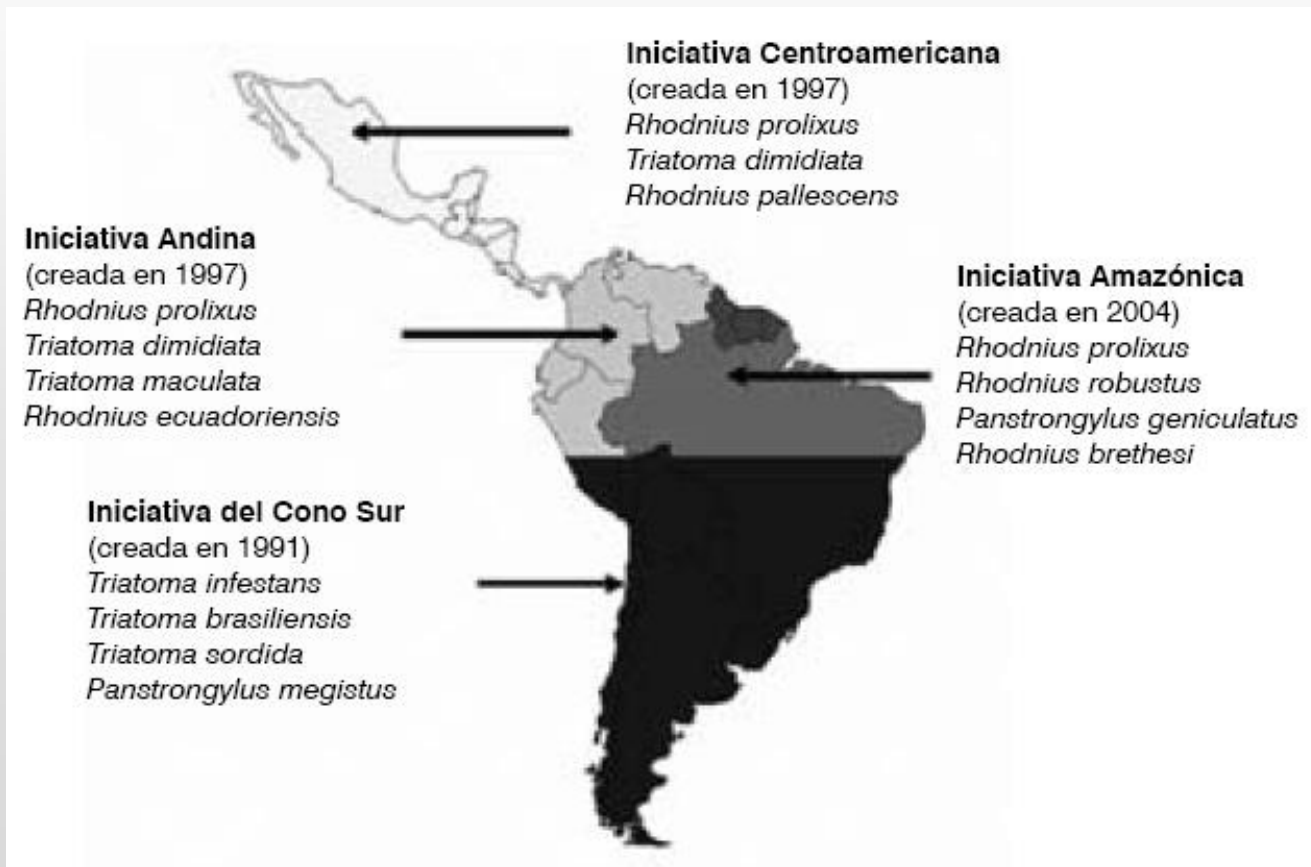 Iniciativa Centroamericana
(creada en 1997)
Rhodnius prolixus
Triatoma dimidiata
Rhodnius pallescens
Iniciativa Andina
(creada en 1997)
Rhodnius prolixus
Triatoma dimidiata
Triatoma maculata
Rhodnius ecuadoriensis
Iniciativa Amazónica
(creada en 2004)
Rhodnius prolixus
Rhodnius robustus
Panstrongylus geniculatus
Rhodnius brethesi
Iniciativa del Cono Sur
(creada en 1991)
Triatoma infestans
Triatoma brasiliensis
Triatoma sordida
Panstrongylus megistus